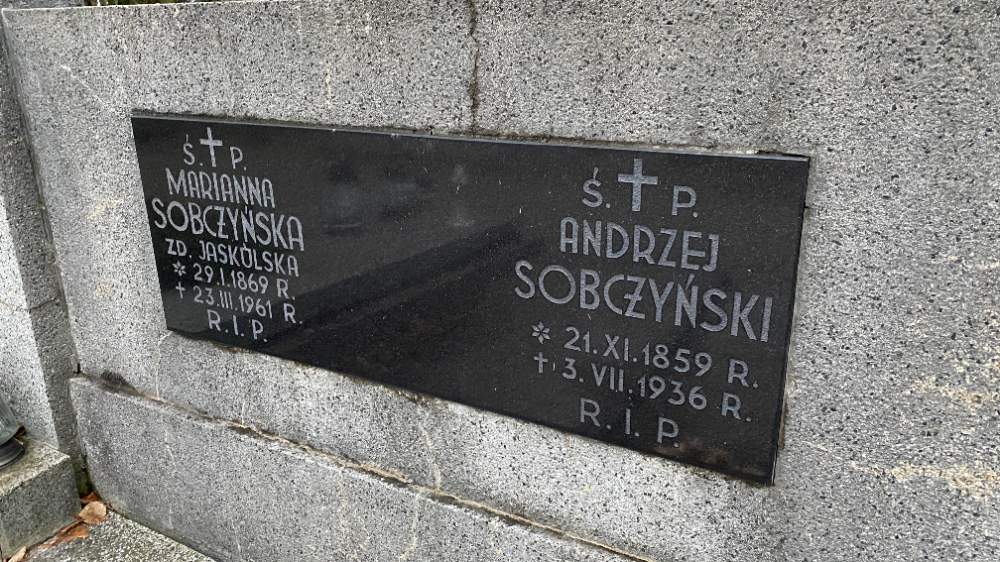 Ś. P.
MARIANNA
SOBCZYŃSKA
ZD. JASKÓLSKA
* 29.I.1869 R.
† 23.III.1961 R.
R.I.P.
Ś. P.
ANDRZEJ
SOBCZYŃSKI
* 21.XI.1859 R.
† 3.VII.1936 R.
R.I.P.